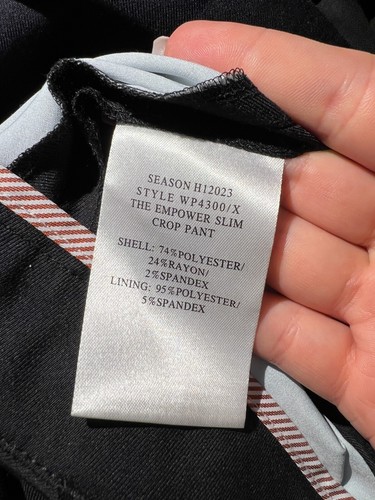 SEASON H12023
STYLE WP4300/X
THE EMPOWER SLIM
CROP PANT
SHELL: 74%POLYESTER/
24%RAYON/
2%SPANDEX
LINING: 95%POLYESTER/
5%SPANDEX